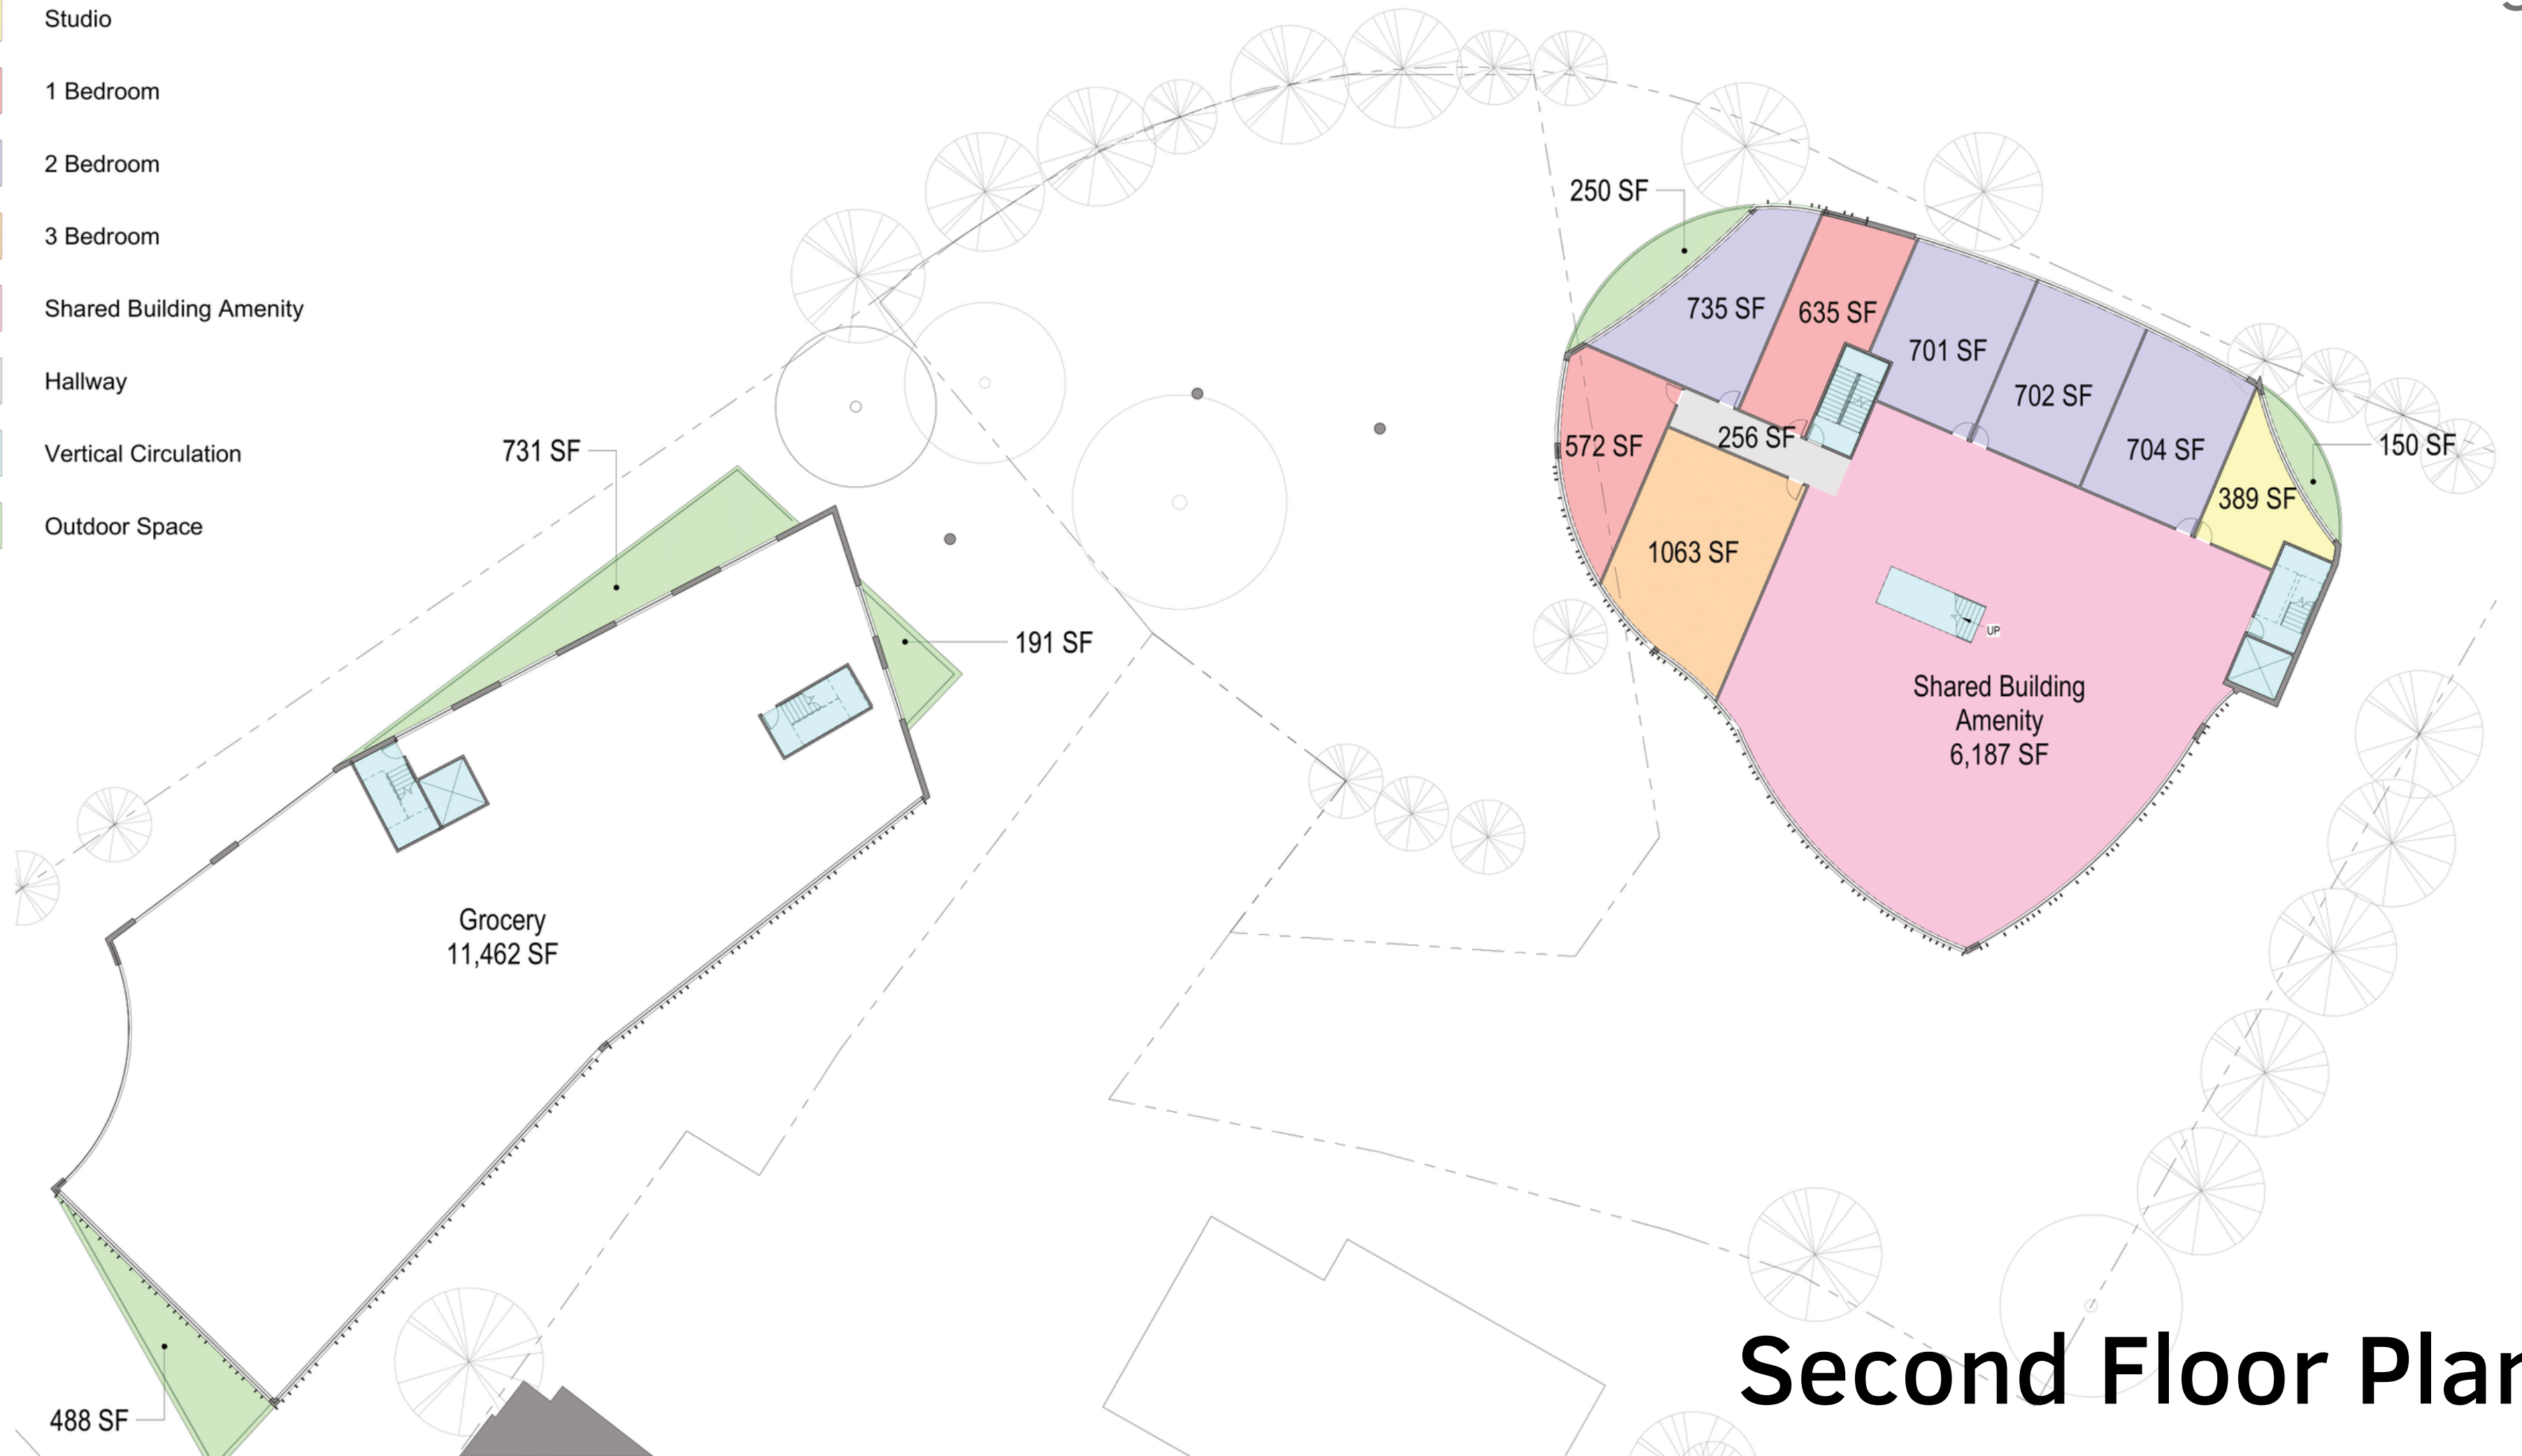 Studio
1 Bedroom
2 Bedroom
3 Bedroom
Shared Building Amenity
Hallway
Vertical Circulation
Outdoor Space
250 SF
735 SF
635 SF
701 SF
702 SF
704 SF
150 SF
389 SF
572 SF
256 SF
1063 SF
UP
Shared Building
Amenity
6,187 SF
731 SF
191 SF
Grocery
11,462 SF
488 SF
Second Floor Plan